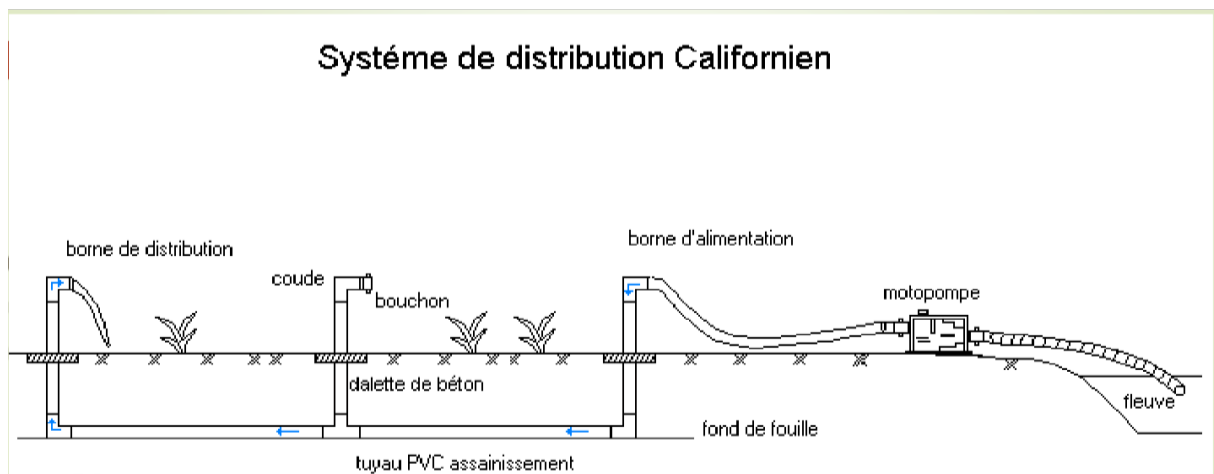 Systéme de distribution Californien
borne de distribution
borne d'alimentation
coude
bouchon
motopompe
dalette de béton
fleuve
fond de fouille
tuyau PVC assainissement